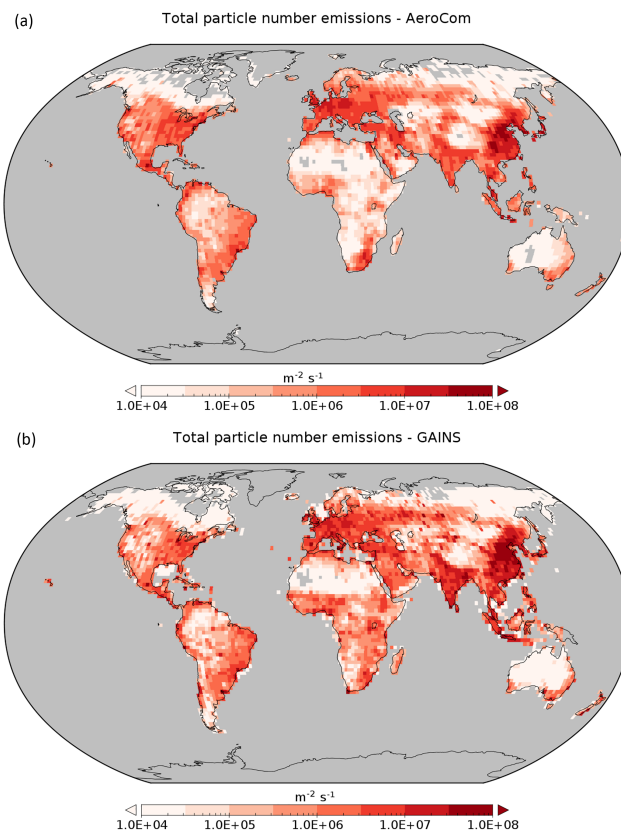 (a)
Total particle number emissions - AeroCom
m-2 s-1
1.0E+04 1.0E+05 1.0E+06 1.0E+07 1.0E+08
(b)
Total particle number emissions - GAINS
m-2 s-1
1.0E+04 1.0E+05 1.0E+06 1.0E+07 1.0E+08